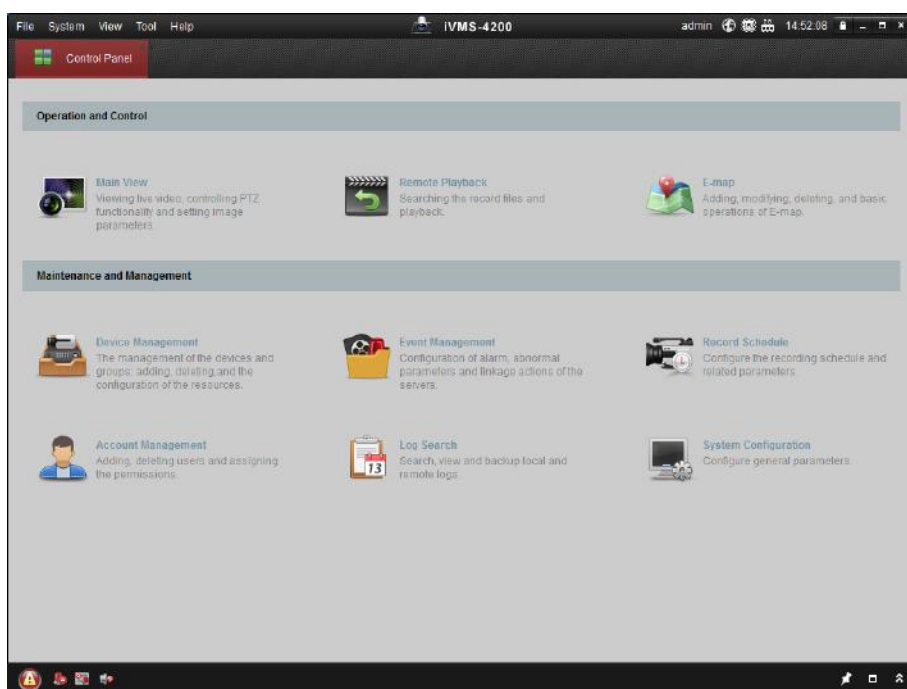 File System View Tool Help iVMS-4200 admin 14:52:08
Control Panel
Operation and Control
Main View
Viewing live video, controlling PTZ
functionality and setting image
parameters.
Remote Playback
Searching the record files and
playback.
E-map
Adding, modifying, deleting, and basic
operations of E-map.
Maintenance and Management
Device Management
The management of the devices and
groups: adding, deleting,and the
configuration of the resources.
Event Management
Configuration of alarm, abnormal
parameters and linkage actions of the
servers.
Record Schedule
Configure the recording schedule and
related parameters.
Account Management
Adding, deleting users and assigning
the permissions.
Log Search
Search, view and backup local and
remote logs.
13
System Configuration
Configure general parameters.